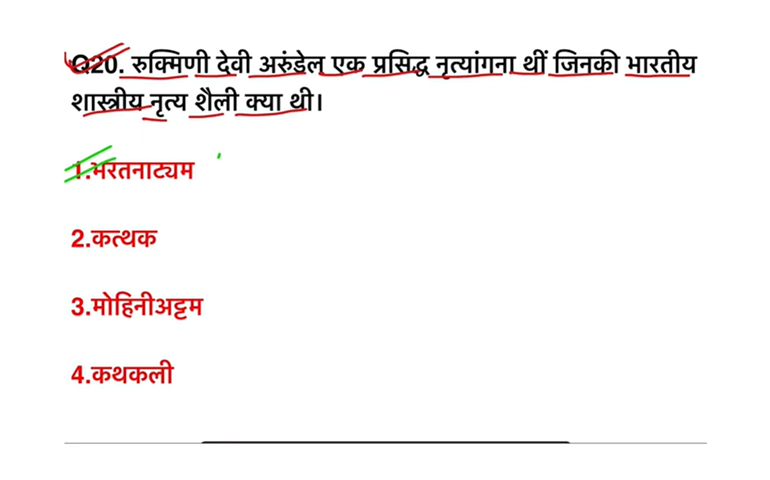 Q20. रुक्मिणी देवी अरुंडेल एक प्रसिद्ध नृत्यांगना थीं जिनकी भारतीय
शास्त्रीय नृत्य शैली क्या थी।
1.भरतनाट्यम
2.कत्थक
3.मोहिनीअट्टम
4.कथकली